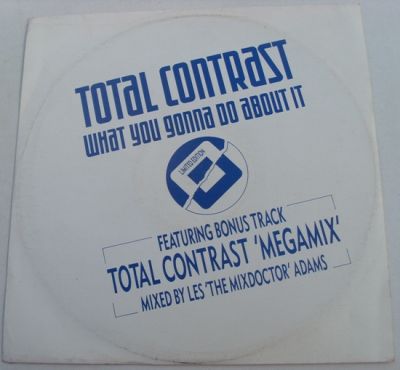 TOTAL CONTRAST
WHAT YOU GONNA DO ABOUT IT
LIMITED EDITION
FEATURING BONUS TRACK
TOTAL CONTRAST 'MEGAMIX'
MIXED BY LES 'THE MIXDOCTOR' ADAMS